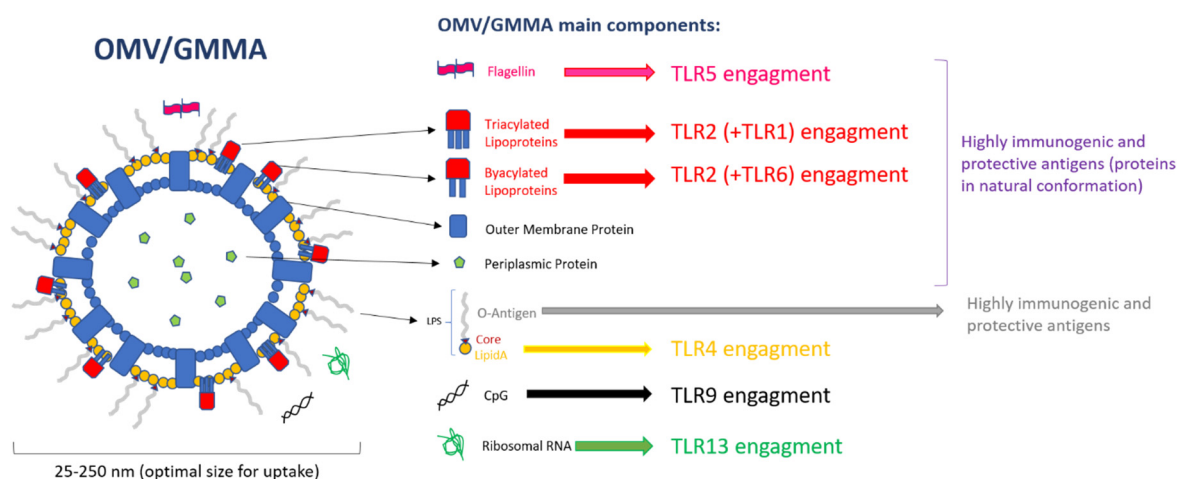 OMV/GMMA
25-250 nm (optimal size for uptake)
OMV/GMMA main components:
Flagellin
TLR5 engagment
Triacylated
Lipoproteins
TLR2 (+TLR1) engagment
Byacylated
Lipoproteins
TLR2 (+TLR6) engagment
Outer Membrane Protein
Periplasmic Protein
Highly immunogenic and
protective antigens (proteins
in natural conformation)
LPS
O-Antigen
Highly immunogenic and
protective antigens
Core
LipidA
TLR4 engagment
CpG
TLR9 engagment
Ribosomal RNA
TLR13 engagment